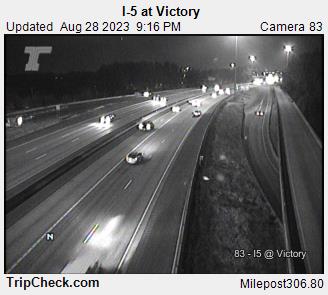 I-5 at Victory
Updated Aug 28 2023 9:16 PM Camera 83
T
N
83 - I5 @ Victory
TripCheck.com Milepost306.80